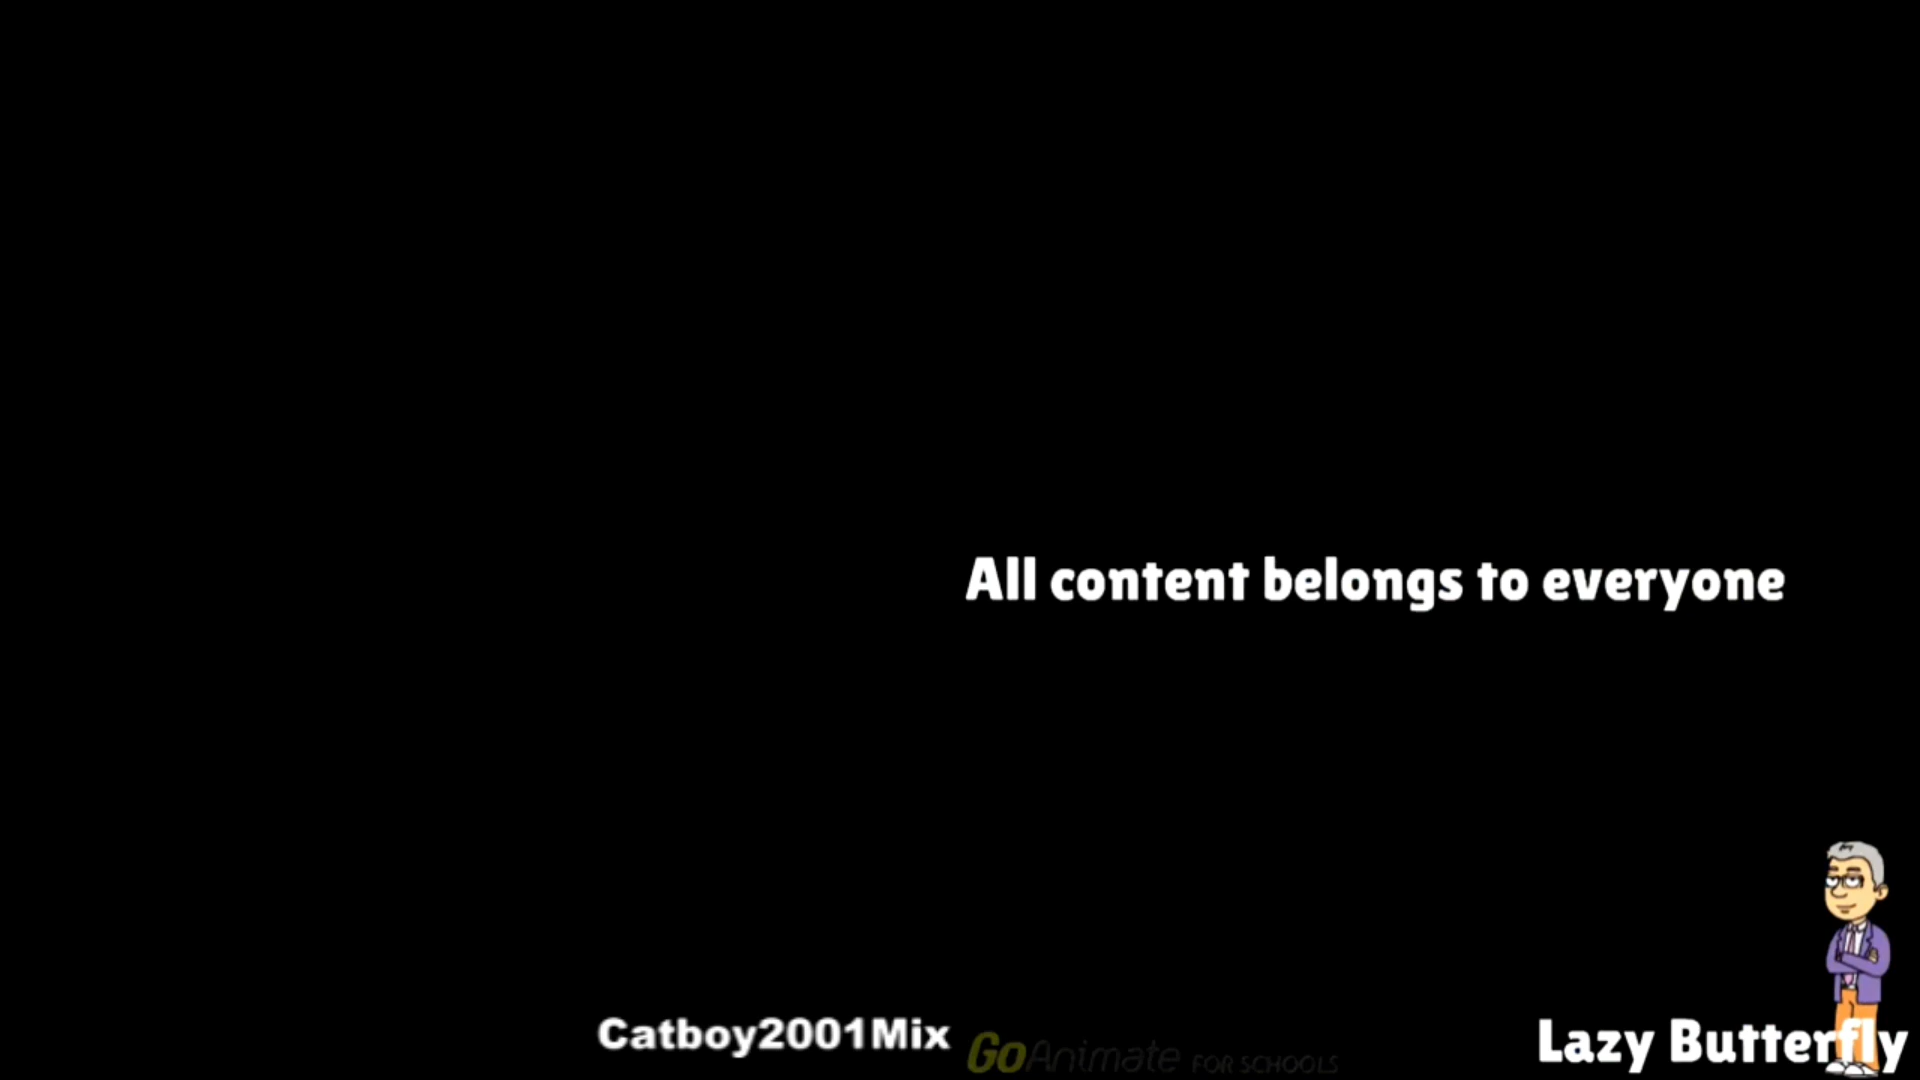 All content belongs to everyone
Catboy2001Mix
GoAnimate FOR SCHOOLS
Lazy Butterfly